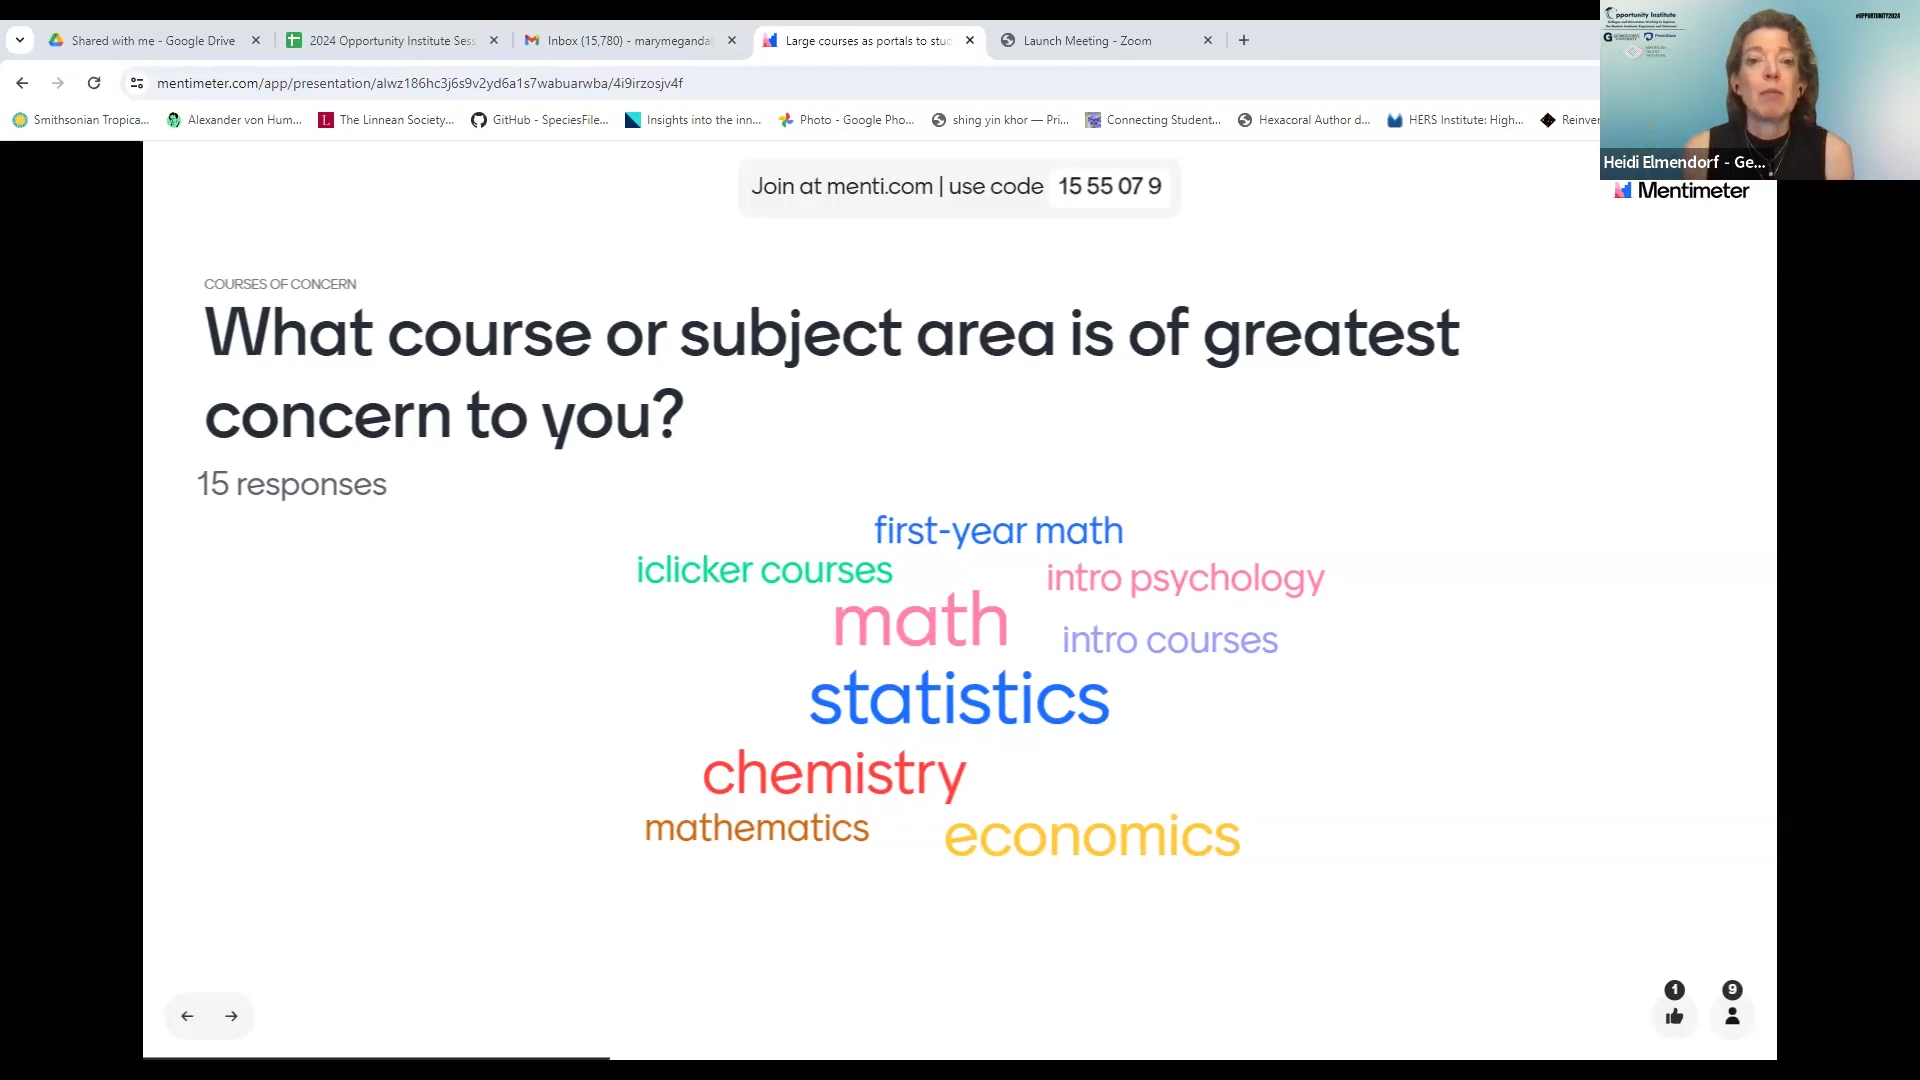 Shared with me - Google Drive
2024 Opportunity Institute Sess
Inbox (15,780) - marymeganda
Large courses as portals to stud
Launch Meeting - Zoom
mentimeter.com/app/presentation/alwz186hc3j6s9v2yd6a1s7wabuarwba/4i9irzosjv4f
Smithsonian Tropica...
Alexander von Hum...
The Linnean Society...
GitHub - SpeciesFile...
Insights into the inn...
Photo - Google Pho...
shing yin khor — Pri...
Connecting Student...
Hexacoral Author d...
HERS Institute: High...
Reinver
Opportunity Institute
#OPPORTUNITY2024
Heidi Elmendorf - Ge...
Mentimeter
Join at menti.com | use code 15 55 07 9
COURSES OF CONCERN
What course or subject area is of greatest
concern to you?
15 responses
first-year math
iclicker courses
intro psychology
math
intro courses
statistics
chemistry
mathematics
economics
1
9